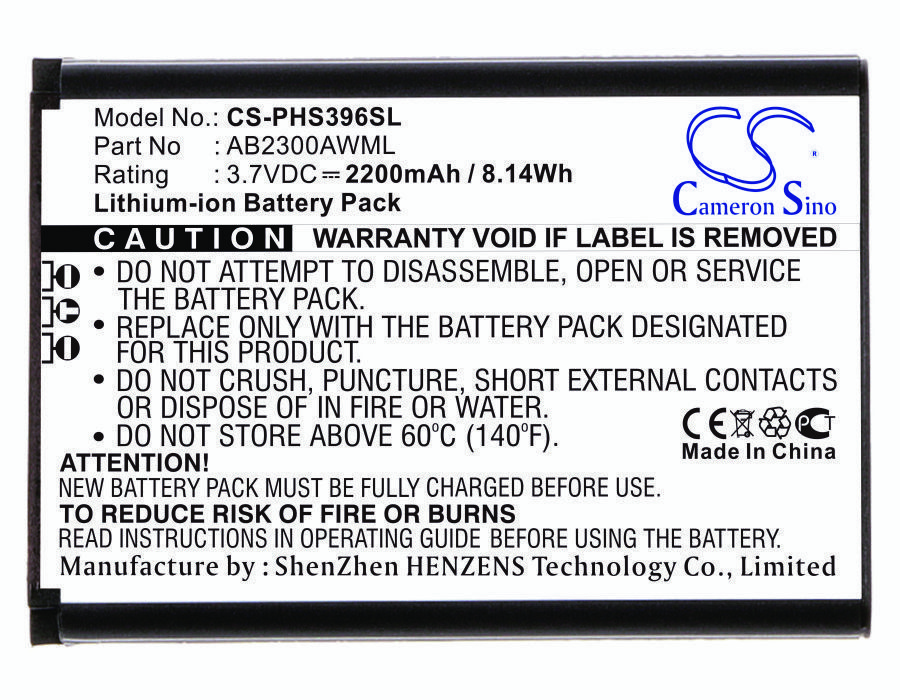 Model No.: CS-PHS396SL
Part No : AB2300AWML
Rating : 3.7VDC ⎓ 2200mAh / 8.14Wh
Lithium-ion Battery Pack
CS
®
Cameron Sino
CAUTION WARRANTY VOID IF LABEL IS REMOVED
• DO NOT ATTEMPT TO DISASSEMBLE, OPEN OR SERVICE
THE BATTERY PACK.
• REPLACE ONLY WITH THE BATTERY PACK DESIGNATED
FOR THIS PRODUCT.
• DO NOT CRUSH, PUNCTURE, SHORT EXTERNAL CONTACTS
OR DISPOSE OF IN FIRE OR WATER.
• DO NOT STORE ABOVE 60°C (140°F).
CE PCT
Made In China
ATTENTION!
NEW BATTERY PACK MUST BE FULLY CHARGED BEFORE USE.
TO REDUCE RISK OF FIRE OR BURNS
READ INSTRUCTIONS IN OPERATING GUIDE BEFORE BEFORE USING.
Manufacture by : ShenZhen HENZENS Technology Co., Limited